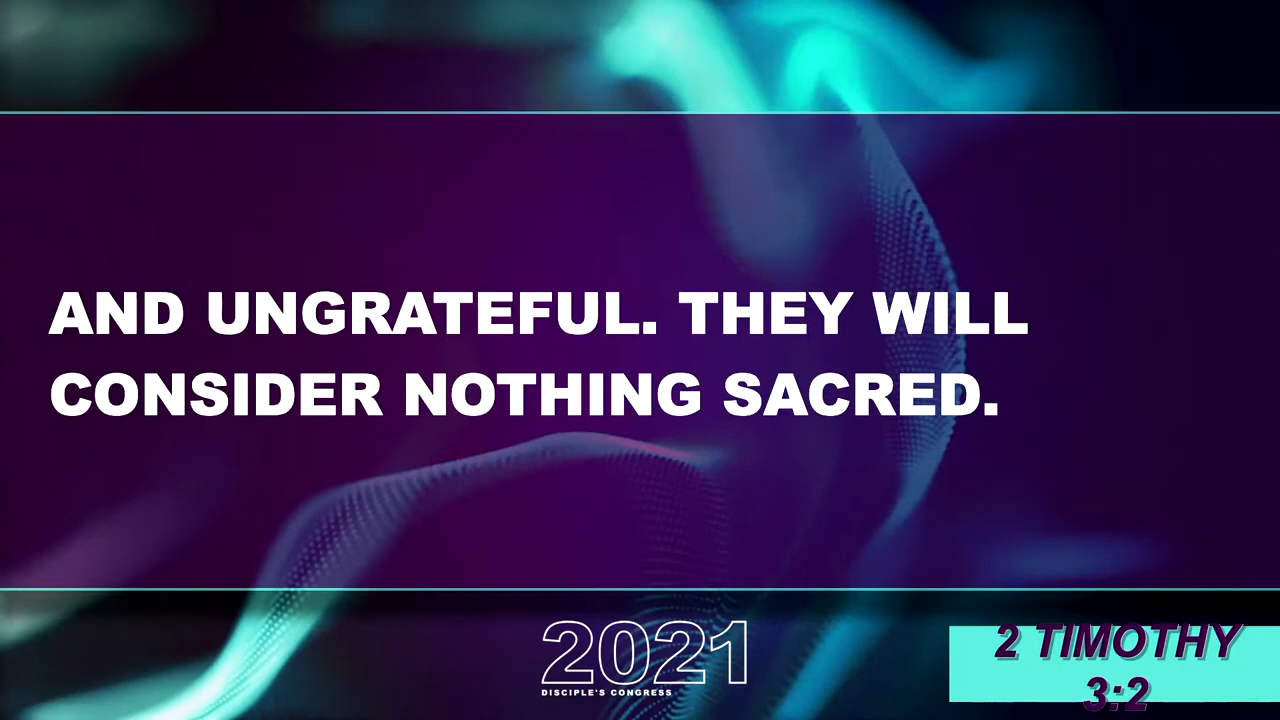 AND UNGRATEFUL. THEY WILL
CONSIDER NOTHING SACRED.
2021
DISCIPLE'S CONGRESS
2 TIMOTHY
3:2